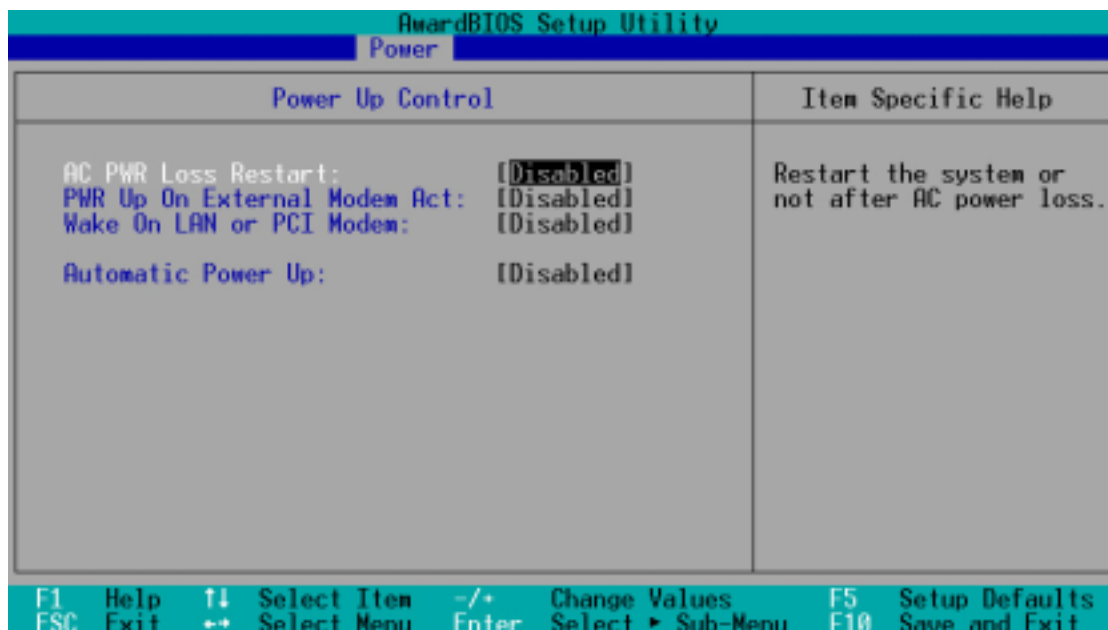 AwardBIOS Setup Utility
Power
Power Up Control
Item Specific Help
AC PWR Loss Restart: [Disabled]
PWR Up On External Modem Act: [Disabled]
Wake On LAN or PCI Modem: [Disabled]
Automatic Power Up: [Disabled]
Restart the system or
not after AC power loss.
F1 Help ↑↓ Select Item -/+ Change Values F5 Setup Defaults
ESC Exit ←→ Select Menu Enter Select ► Sub-Menu F10 Save and Exit